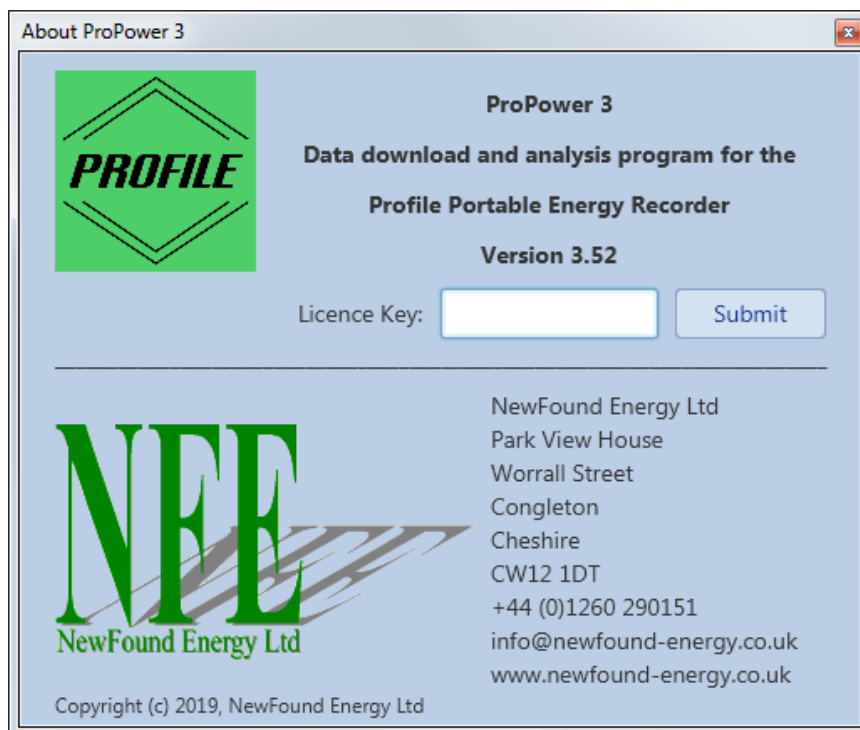 About ProPower 3
PROFILE
ProPower 3
Data download and analysis program for the
Profile Portable Energy Recorder
Version 3.52
Licence Key:
Submit
NFE
NewFound Energy Ltd
NewFound Energy Ltd
Park View House
Worrall Street
Congleton
Cheshire
CW12 1DT
+44 (0)1260 290151
info@newfound-energy.co.uk
www.newfound-energy.co.uk
Copyright (c) 2019, NewFound Energy Ltd